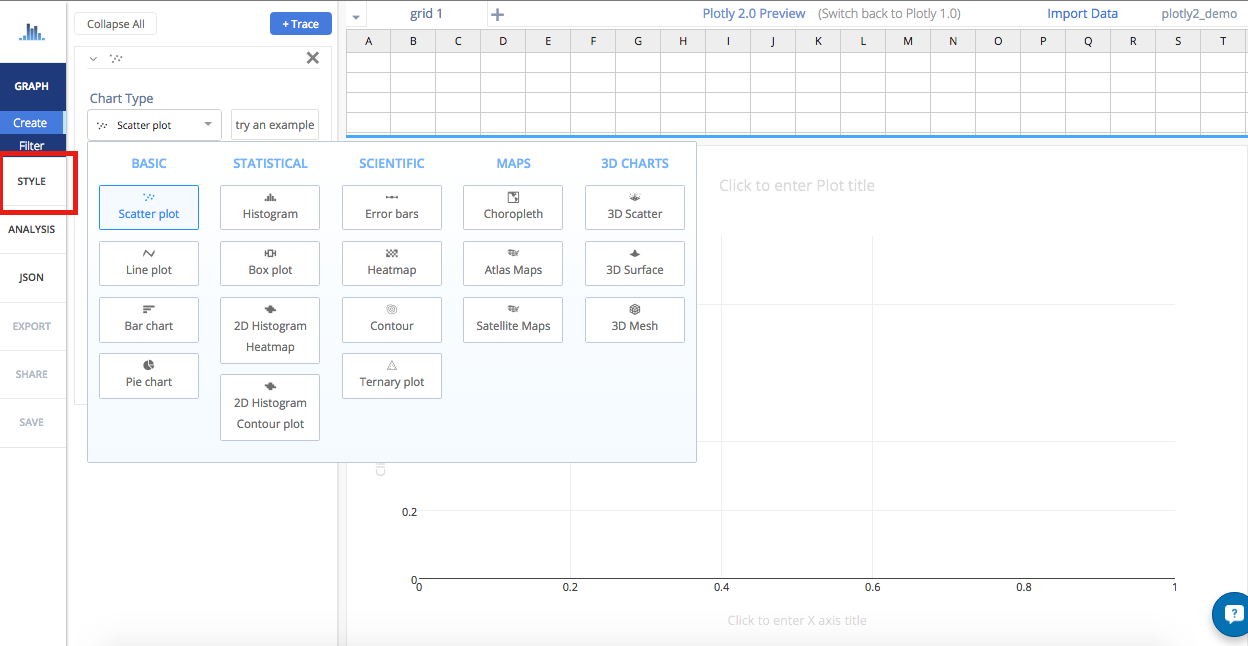 Collapse All
+ Trace
grid 1
Plotly 2.0 Preview (Switch back to Plotly 1.0)
Import Data
plotly2_demo
A B C D E F G H I J K L M N O P Q R S T
GRAPH
Create
Filter
STYLE
ANALYSIS
JSON
EXPORT
SHARE
SAVE
Chart Type
Scatter plot
try an example
BASIC
Scatter plot
Line plot
Bar chart
Pie chart
STATISTICAL
Histogram
Box plot
2D Histogram
Heatmap
2D Histogram
Contour plot
SCIENTIFIC
Error bars
Heatmap
Contour
Ternary plot
MAPS
Choropleth
Atlas Maps
Satellite Maps
3D CHARTS
3D Scatter
3D Surface
3D Mesh
Click to enter Plot title
0.2
0
0 0.2 0.4 0.6 0.8 1
Click to enter X axis title
?